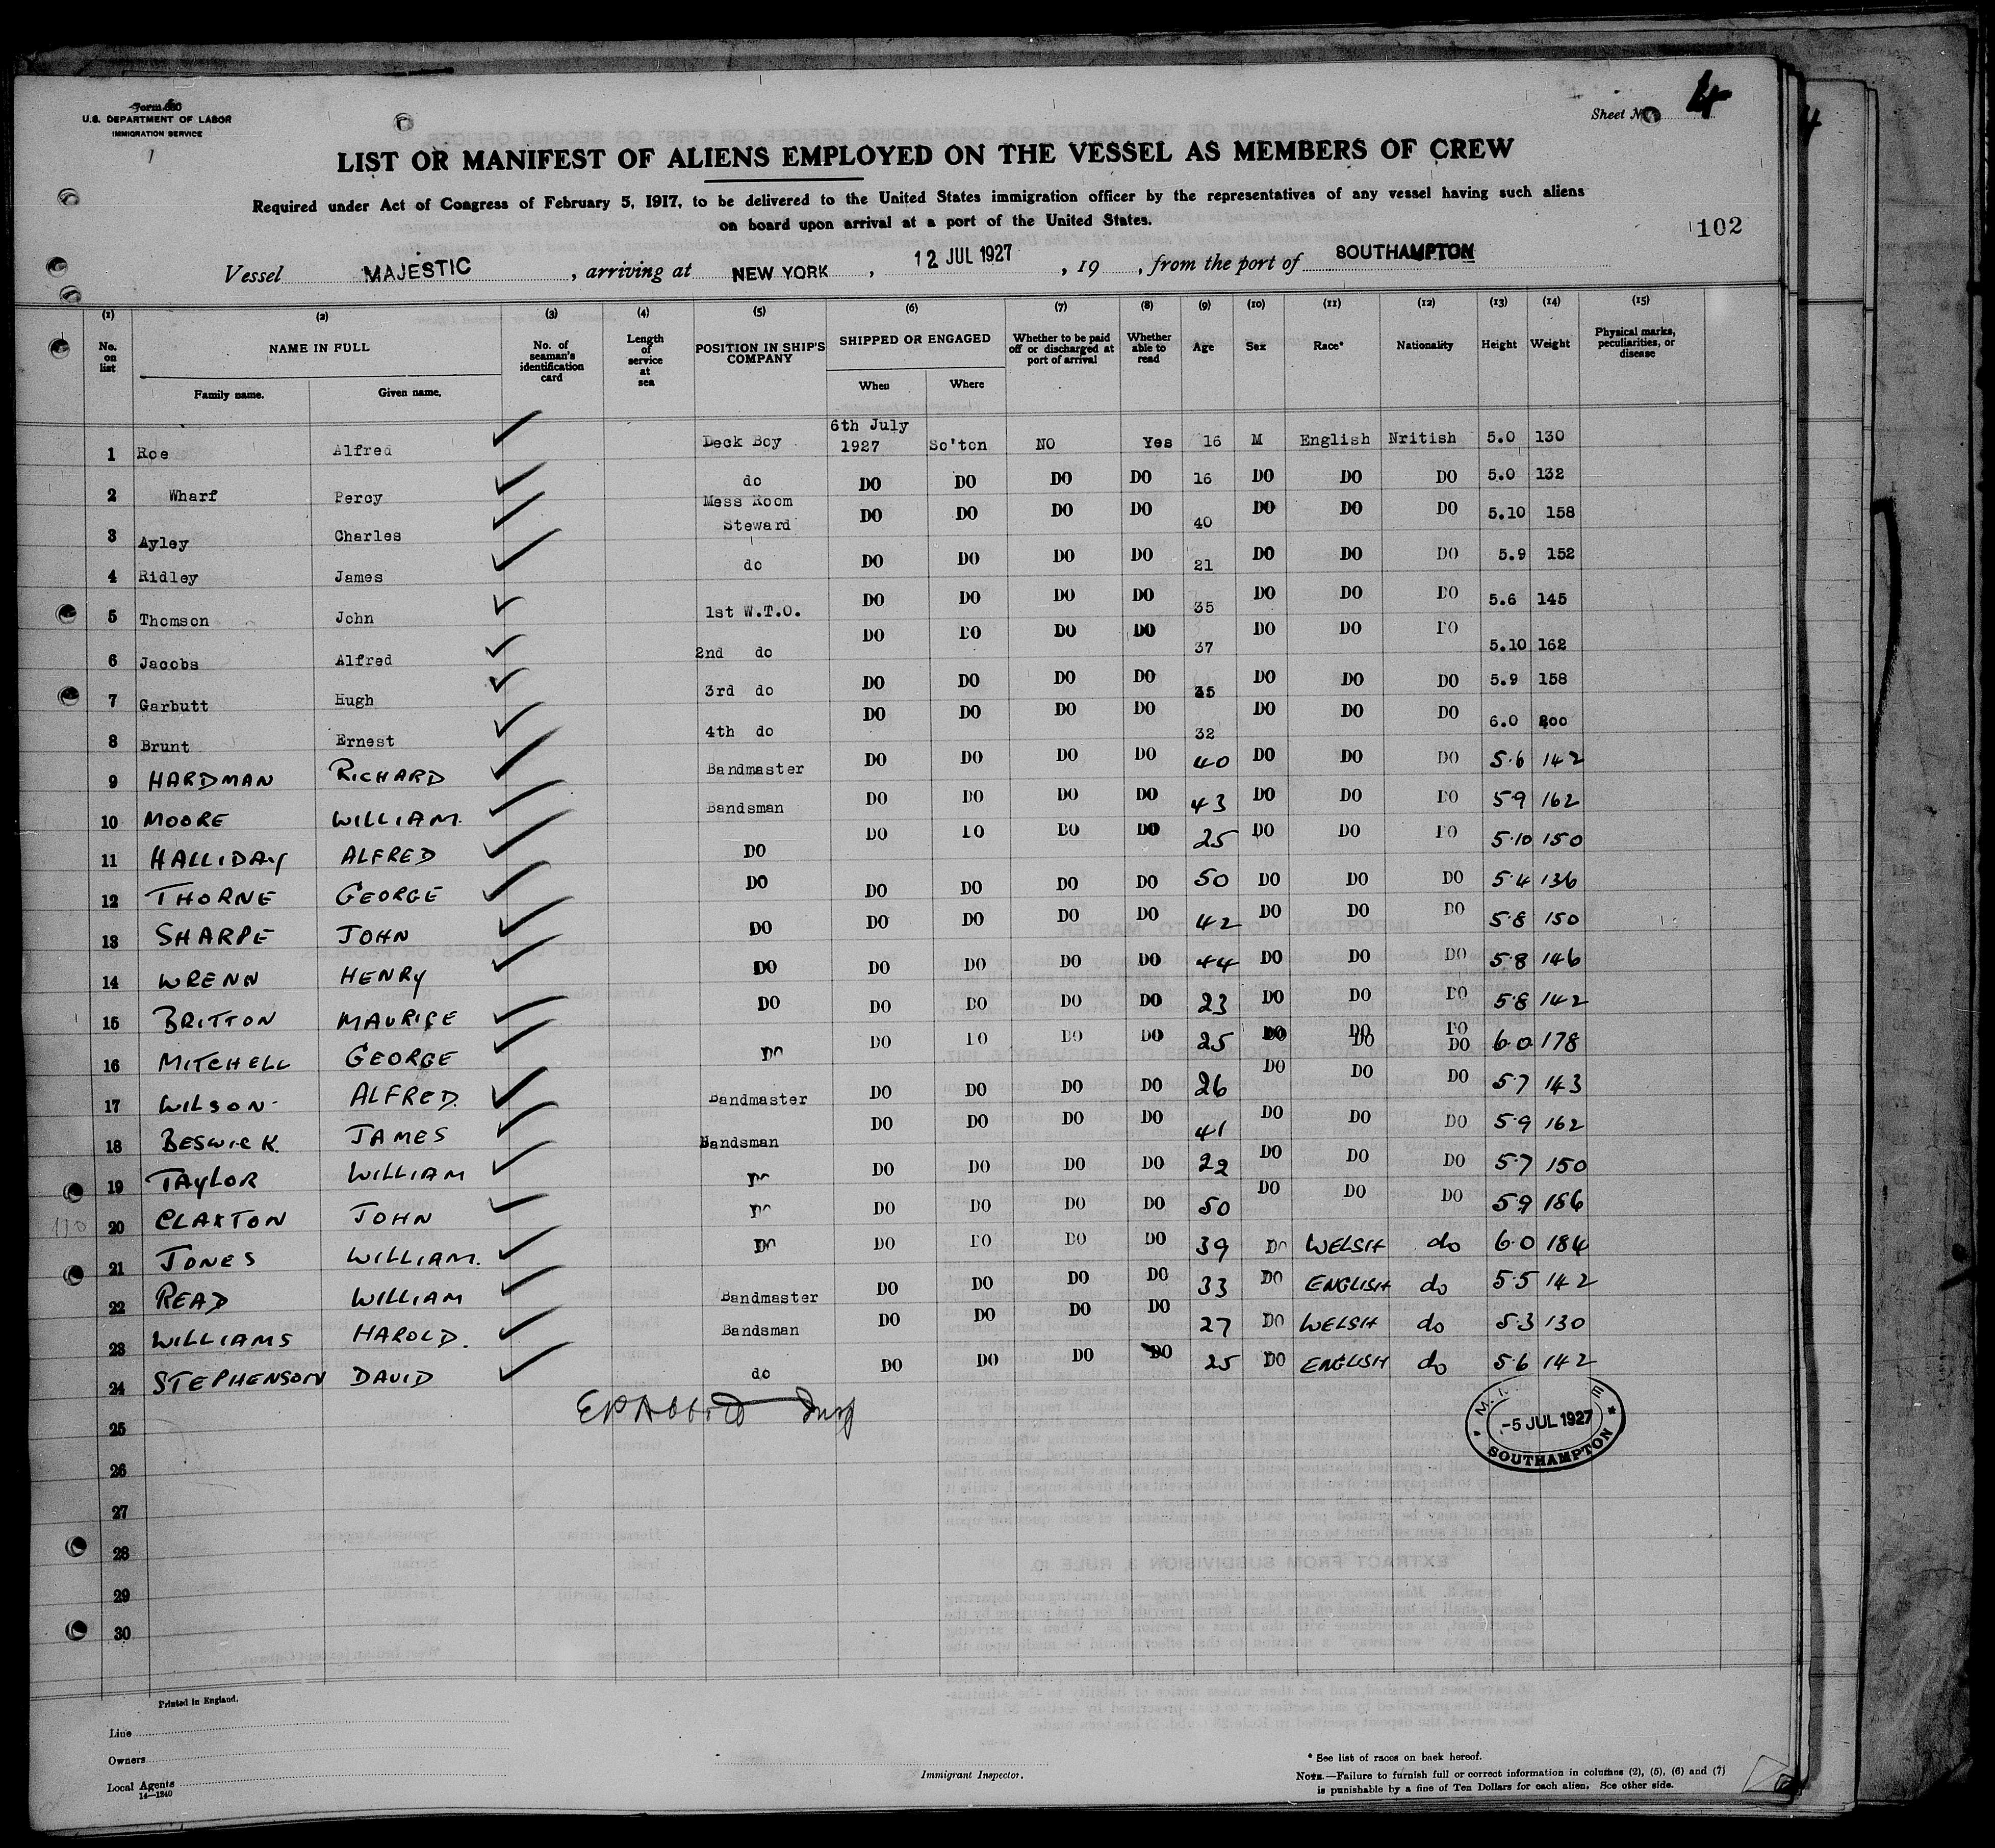 Form 680
U.S. DEPARTMENT OF LABOR
IMMIGRATION SERVICE
Sheet No. 4
LIST OR MANIFEST OF ALIENS EMPLOYED ON THE VESSEL AS MEMBERS OF CREW
Required under Act of Congress of February 5, 1917, to be delivered to the United States immigration officer by the representatives of any vessel having such aliens
on board upon arrival at a port of the United States.
102
Vessel MAJESTIC , arriving at NEW YORK , 12 JUL 1927 , 19 , from the port of SOUTHAMPTON
(1) (2) (3) (4) (5) (6) (7) (8) (9) (10) (11) (12) (13) (14) (15)
No. on list NAME IN FULL No. of seaman's identification card Length of service at sea POSITION IN SHIP'S COMPANY SHIPPED OR ENGAGED Whether to be paid off or discharged at port of arrival Whether able to read Age Sex Race* Nationality Height Weight Physical marks, peculiarities, or disease
Family name. Given name. When Where
1 Roe Alfred Deck Boy 6th July 1927 So'ton NO Yes 16 M English Nritish 5.0 130
2 Wharf Percy do DO DO DO DO 16 DO DO DO 5.0 132
3 Ayley Charles Mess Room Steward DO DO DO DO 40 DO DO DO 5.10 158
4 Ridley James do DO DO DO DO 21 DO DO DO 5.9 152
5 Thomson John 1st W.T.O. DO DO DO DO 35 DO DO DO 5.6 145
6 Jacobs Alfred 2nd do DO DO DO DO 37 DO DO DO 5.10 162
7 Garbutt Hugh 3rd do DO DO DO DO 35 DO DO DO 5.9 158
8 Brunt Ernest 4th do DO DO DO DO 32 DO DO DO 6.0 200
9 HARDMAN RICHARD Bandmaster DO DO DO DO 40 DO DO DO 5.6 142
10 MOORE WILLIAM. Bandsman DO DO DO DO 43 DO DO DO 5.9 162
11 HALLIDAY ALFRED DO DO DO DO DO 25 DO DO DO 5.10 150
12 THORNE GEORGE DO DO DO DO DO 50 DO DO DO 5.4 136
13 SHARPE JOHN DO DO DO DO DO 42 DO DO DO 5.8 150
14 WRENN HENRY DO DO DO DO DO 44 DO DO DO 5.8 146
15 BRITTON MAURICE DO DO DO DO DO 23 DO DO DO 5.8 142
16 MITCHELL GEORGE DO DO DO DO DO 25 DO DO DO DO DO 6.0 178
17 WILSON. ALFRED. Bandmaster DO DO DO DO 26 DO DO DO 5.7 143
18 BESWICK. JAMES Bandsman DO DO DO DO 41 DO DO DO 5.9 162
19 TAYLOR WILLIAM DO DO DO DO DO 22 DO DO DO 5.7 150
20 CLAXTON JOHN DO DO DO DO DO 50 DO DO DO 5.9 186
21 JONES WILLIAM. DO DO DO DO DO 39 DO WELSH do 6.0 184
22 READ WILLIAM Bandmaster DO DO DO DO 33 DO ENGLISH do 5.5 142
23 WILLIAMS HAROLD. Bandsman DO DO DO DO 27 DO WELSH do 5.3 130
24 STEPHENSON DAVID do DO DO DO DO 25 DO ENGLISH do 5.6 142
25
26
27
28
29
30
-5 JUL 1927
SOUTHAMPTON
Printed in England.
Line
Owners
Local Agents
14—1240
Immigrant Inspector.
* See list of races on back hereof.
NOTE.—Failure to furnish full or correct information in columns (2), (5), (6) and (7)
is punishable by a fine of Ten Dollars for each alien. See other side.